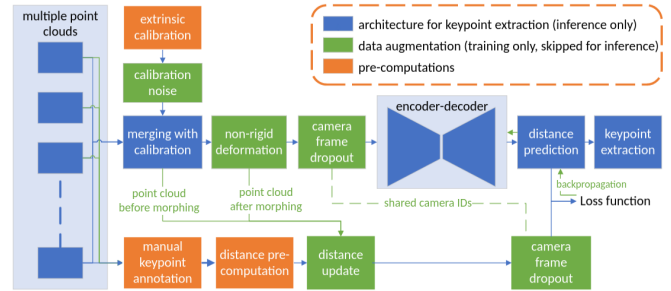 multiple point
clouds
extrinsic
calibration
architecture for keypoint extraction (inference only)
data augmentation (training only, skipped for inference)
pre-computations
calibration
noise
encoder-decoder
merging with
calibration
non-rigid
deformation
camera
frame
dropout
distance
prediction
keypoint
extraction
point cloud
before morphing
point cloud
after morphing
shared camera IDs
backpropagation
Loss function
manual
keypoint
annotation
distance pre-
computation
distance
update
camera
frame
dropout